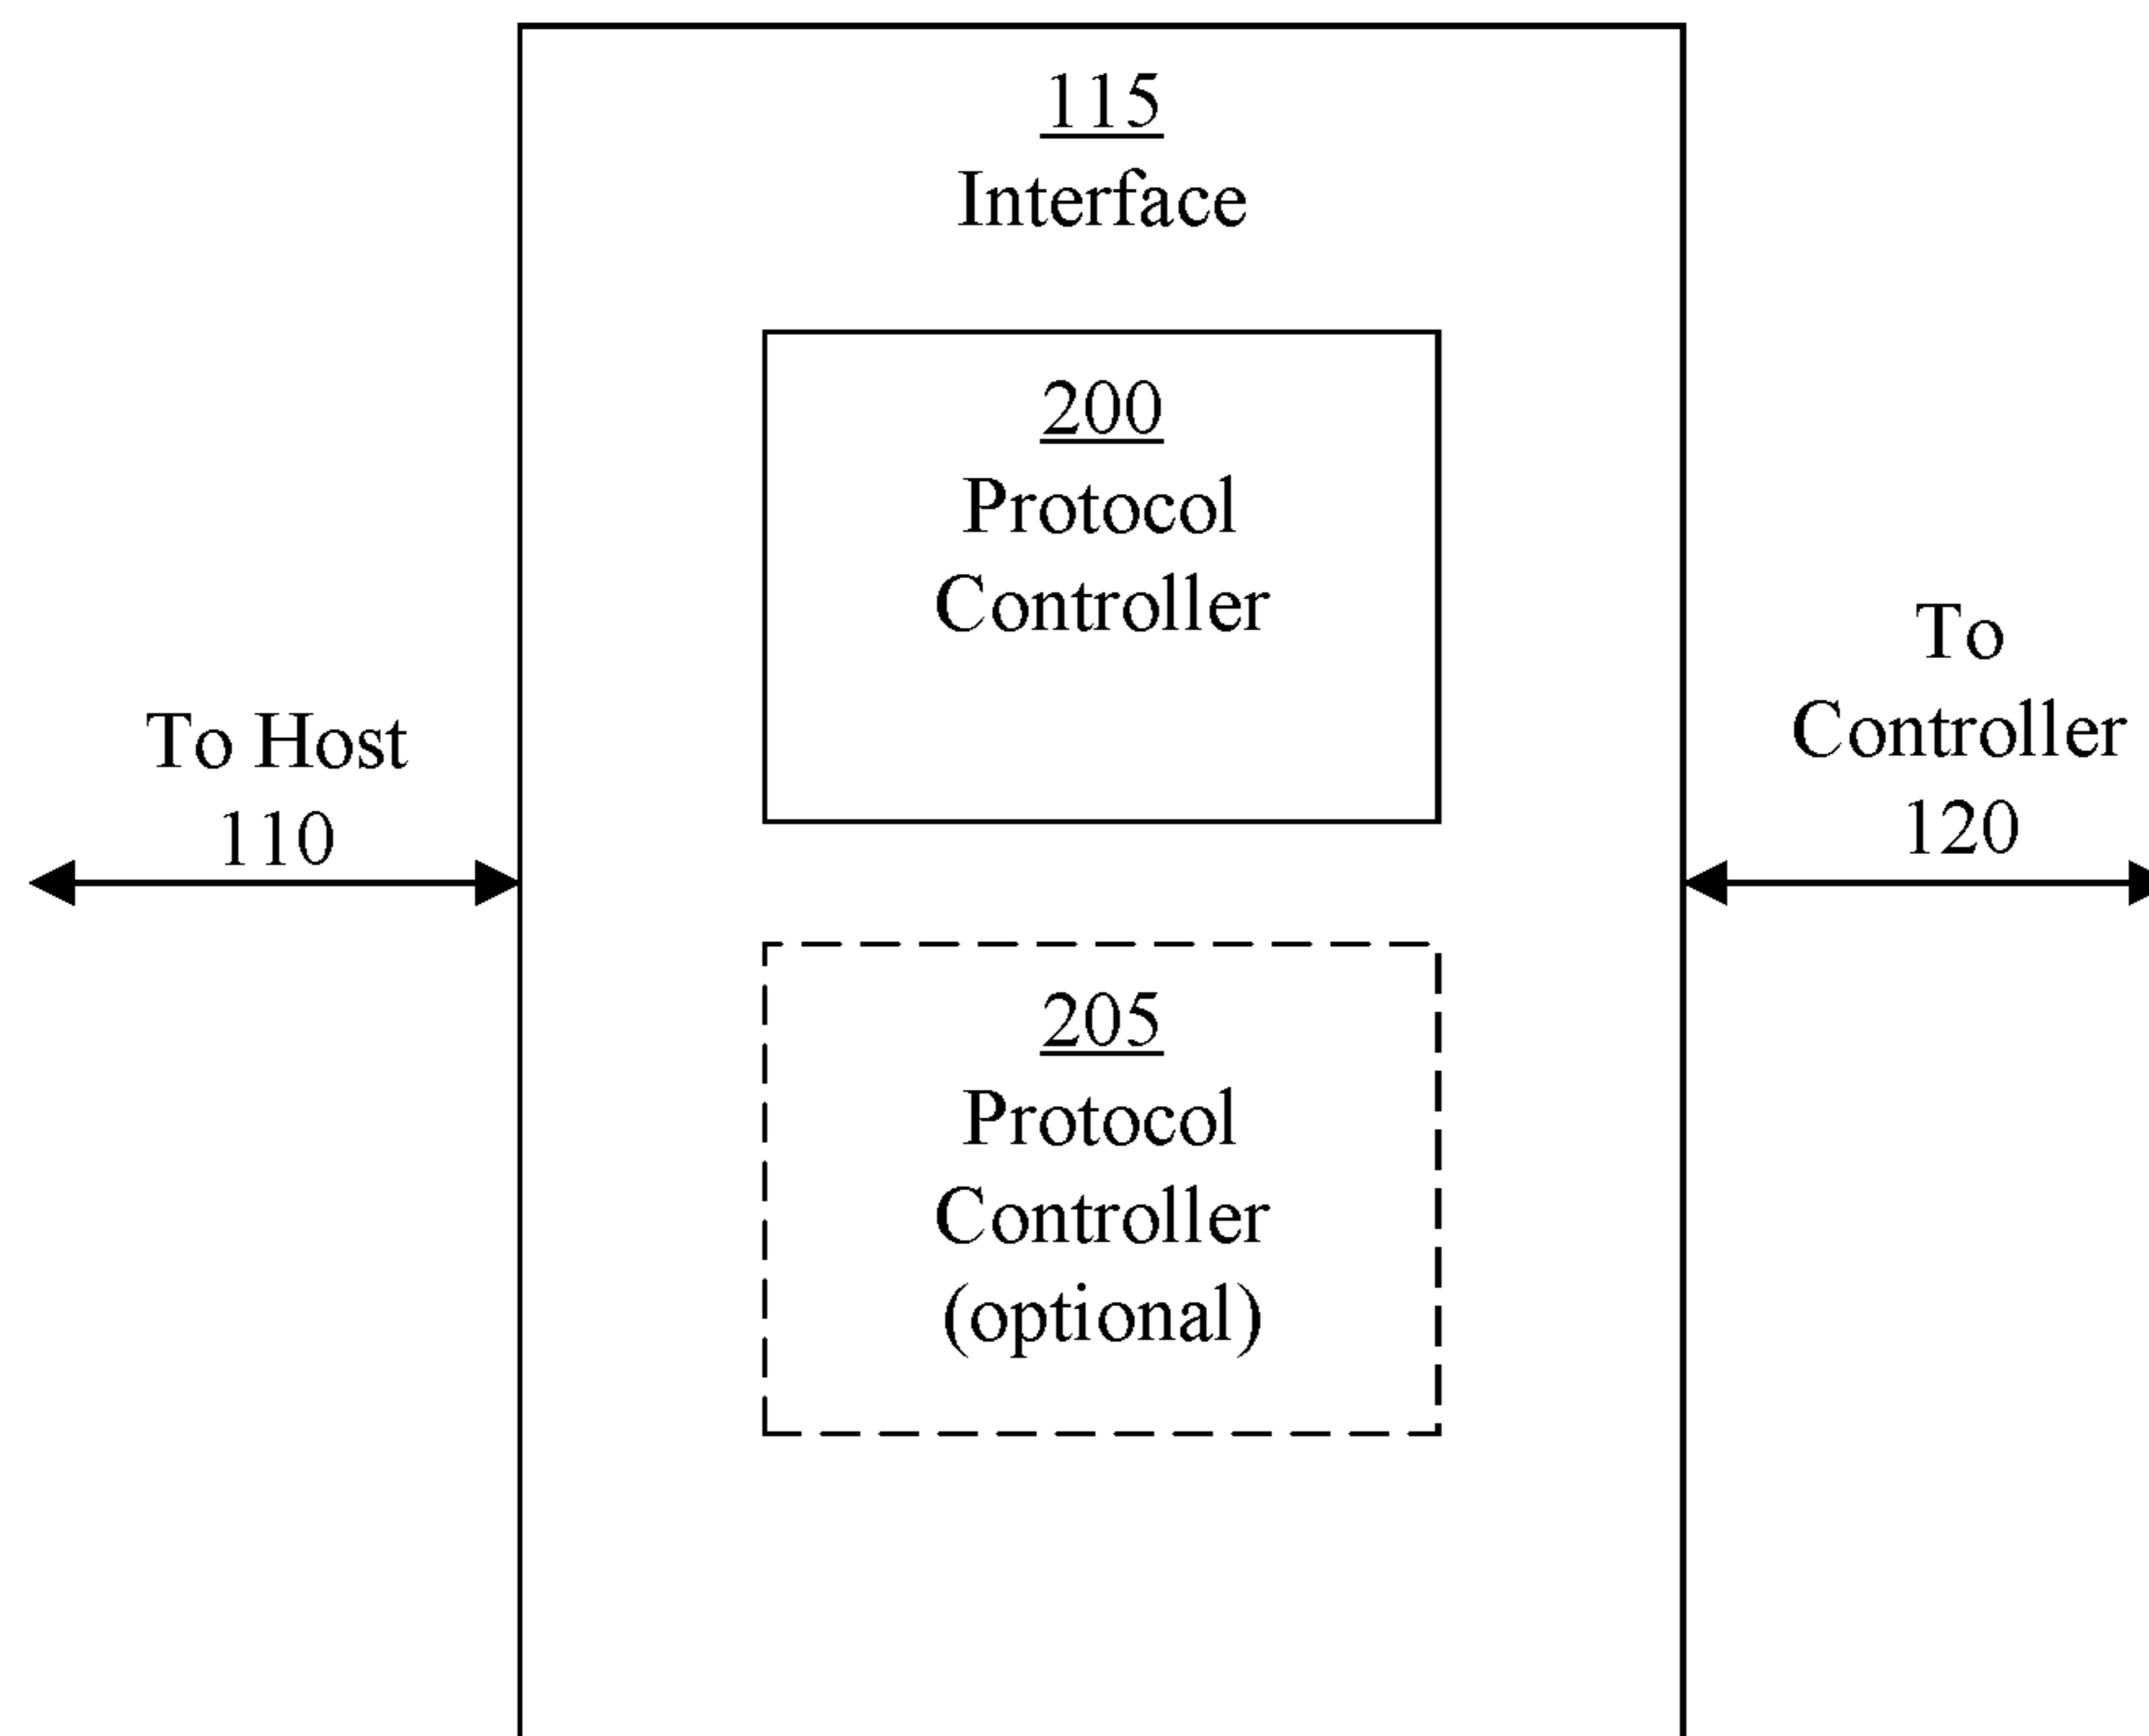 115
Interface
200
Protocol
Controller
To Host
110
To
Controller
120
205
Protocol
Controller
(optional)